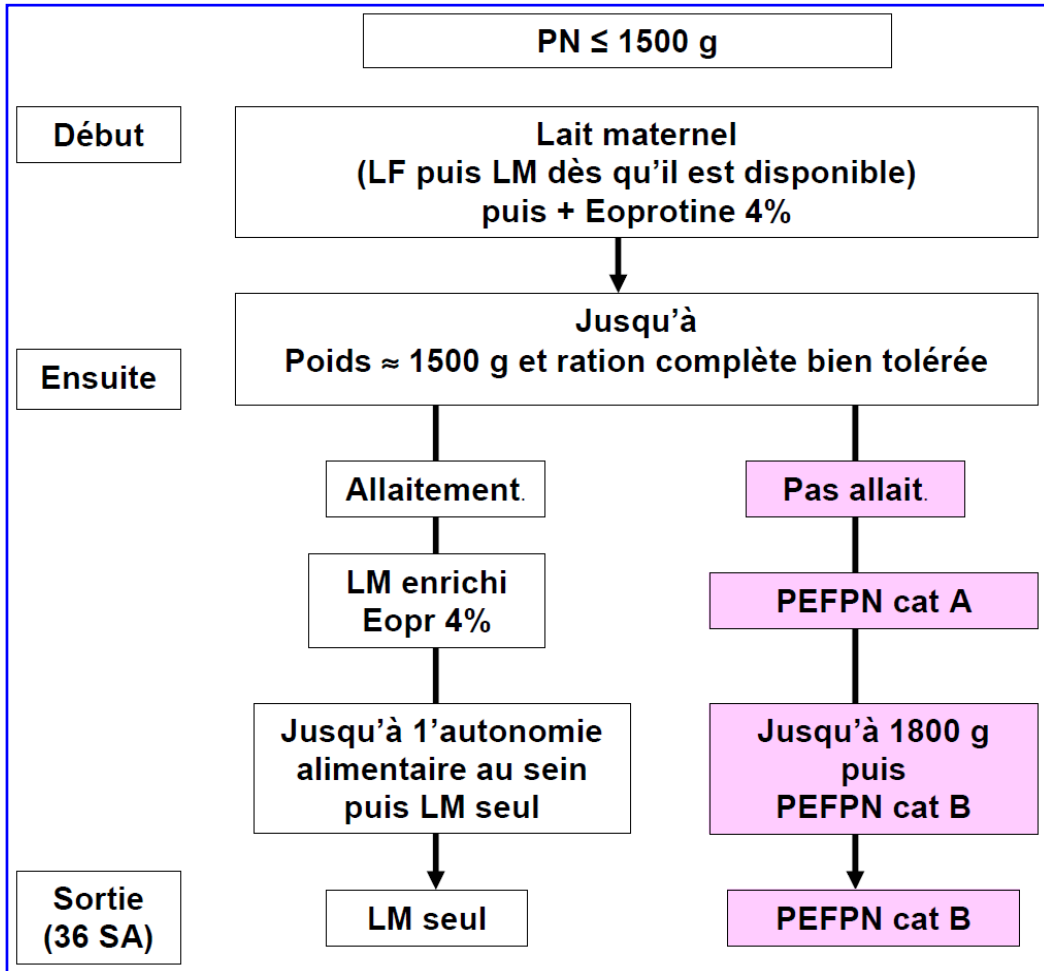 PN ≤ 1500 g
Début
Lait maternel
(LF puis LM dès qu’il est disponible)
puis + Eoprotine 4%
Ensuite
Jusqu’à
Poids ≈ 1500 g et ration complète bien tolérée
Allaitement.
Pas allait.
LM enrichi
Eopr 4%
PEFPN cat A
Jusqu’à 1’autonomie
alimentaire au sein
puis LM seul
Jusqu’à 1800 g
puis
PEFPN cat B
Sortie
(36 SA)
LM seul
PEFPN cat B